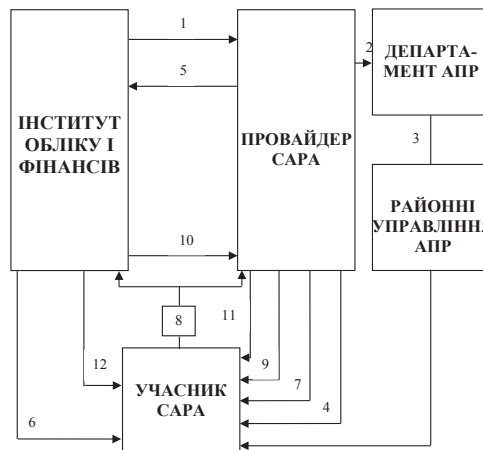 1
2
ДЕПАРТА-
МЕНТ АПР
5
ІНСТИТУТ
ОБЛІКУ І
ФІНАНСІВ
ПРОВАЙДЕР
САРА
3
РАЙОННІ
УПРАВЛІННЯ
АПР
10
8
11
12
9
7
4
6
УЧАСНИК
САРА